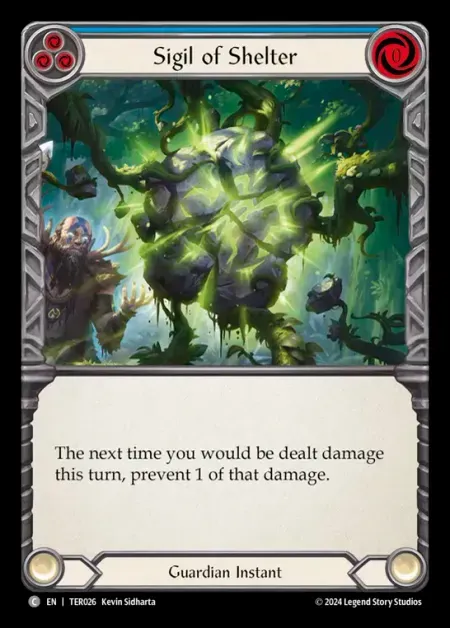 Sigil of Shelter
0
The next time you would be dealt damage
this turn, prevent 1 of that damage.
Guardian Instant
C EN | TER026 Kevin Sidharta
© 2024 Legend Story Studios